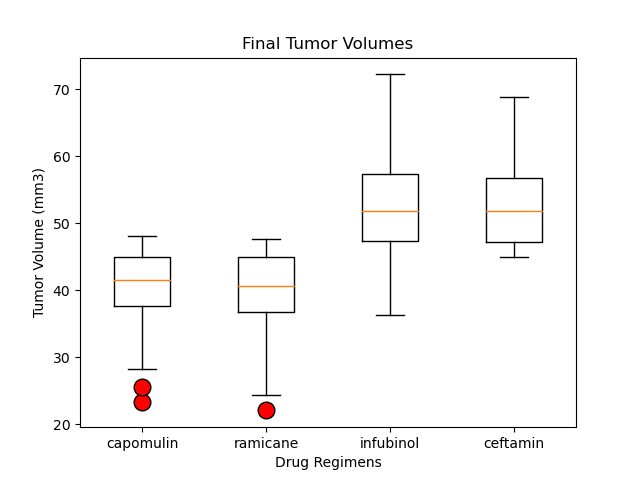 Final Tumor Volumes
Tumor Volume (mm3)
70
60
50
40
30
20
capomulin
ramicane
infubinol
ceftamin
Drug Regimens